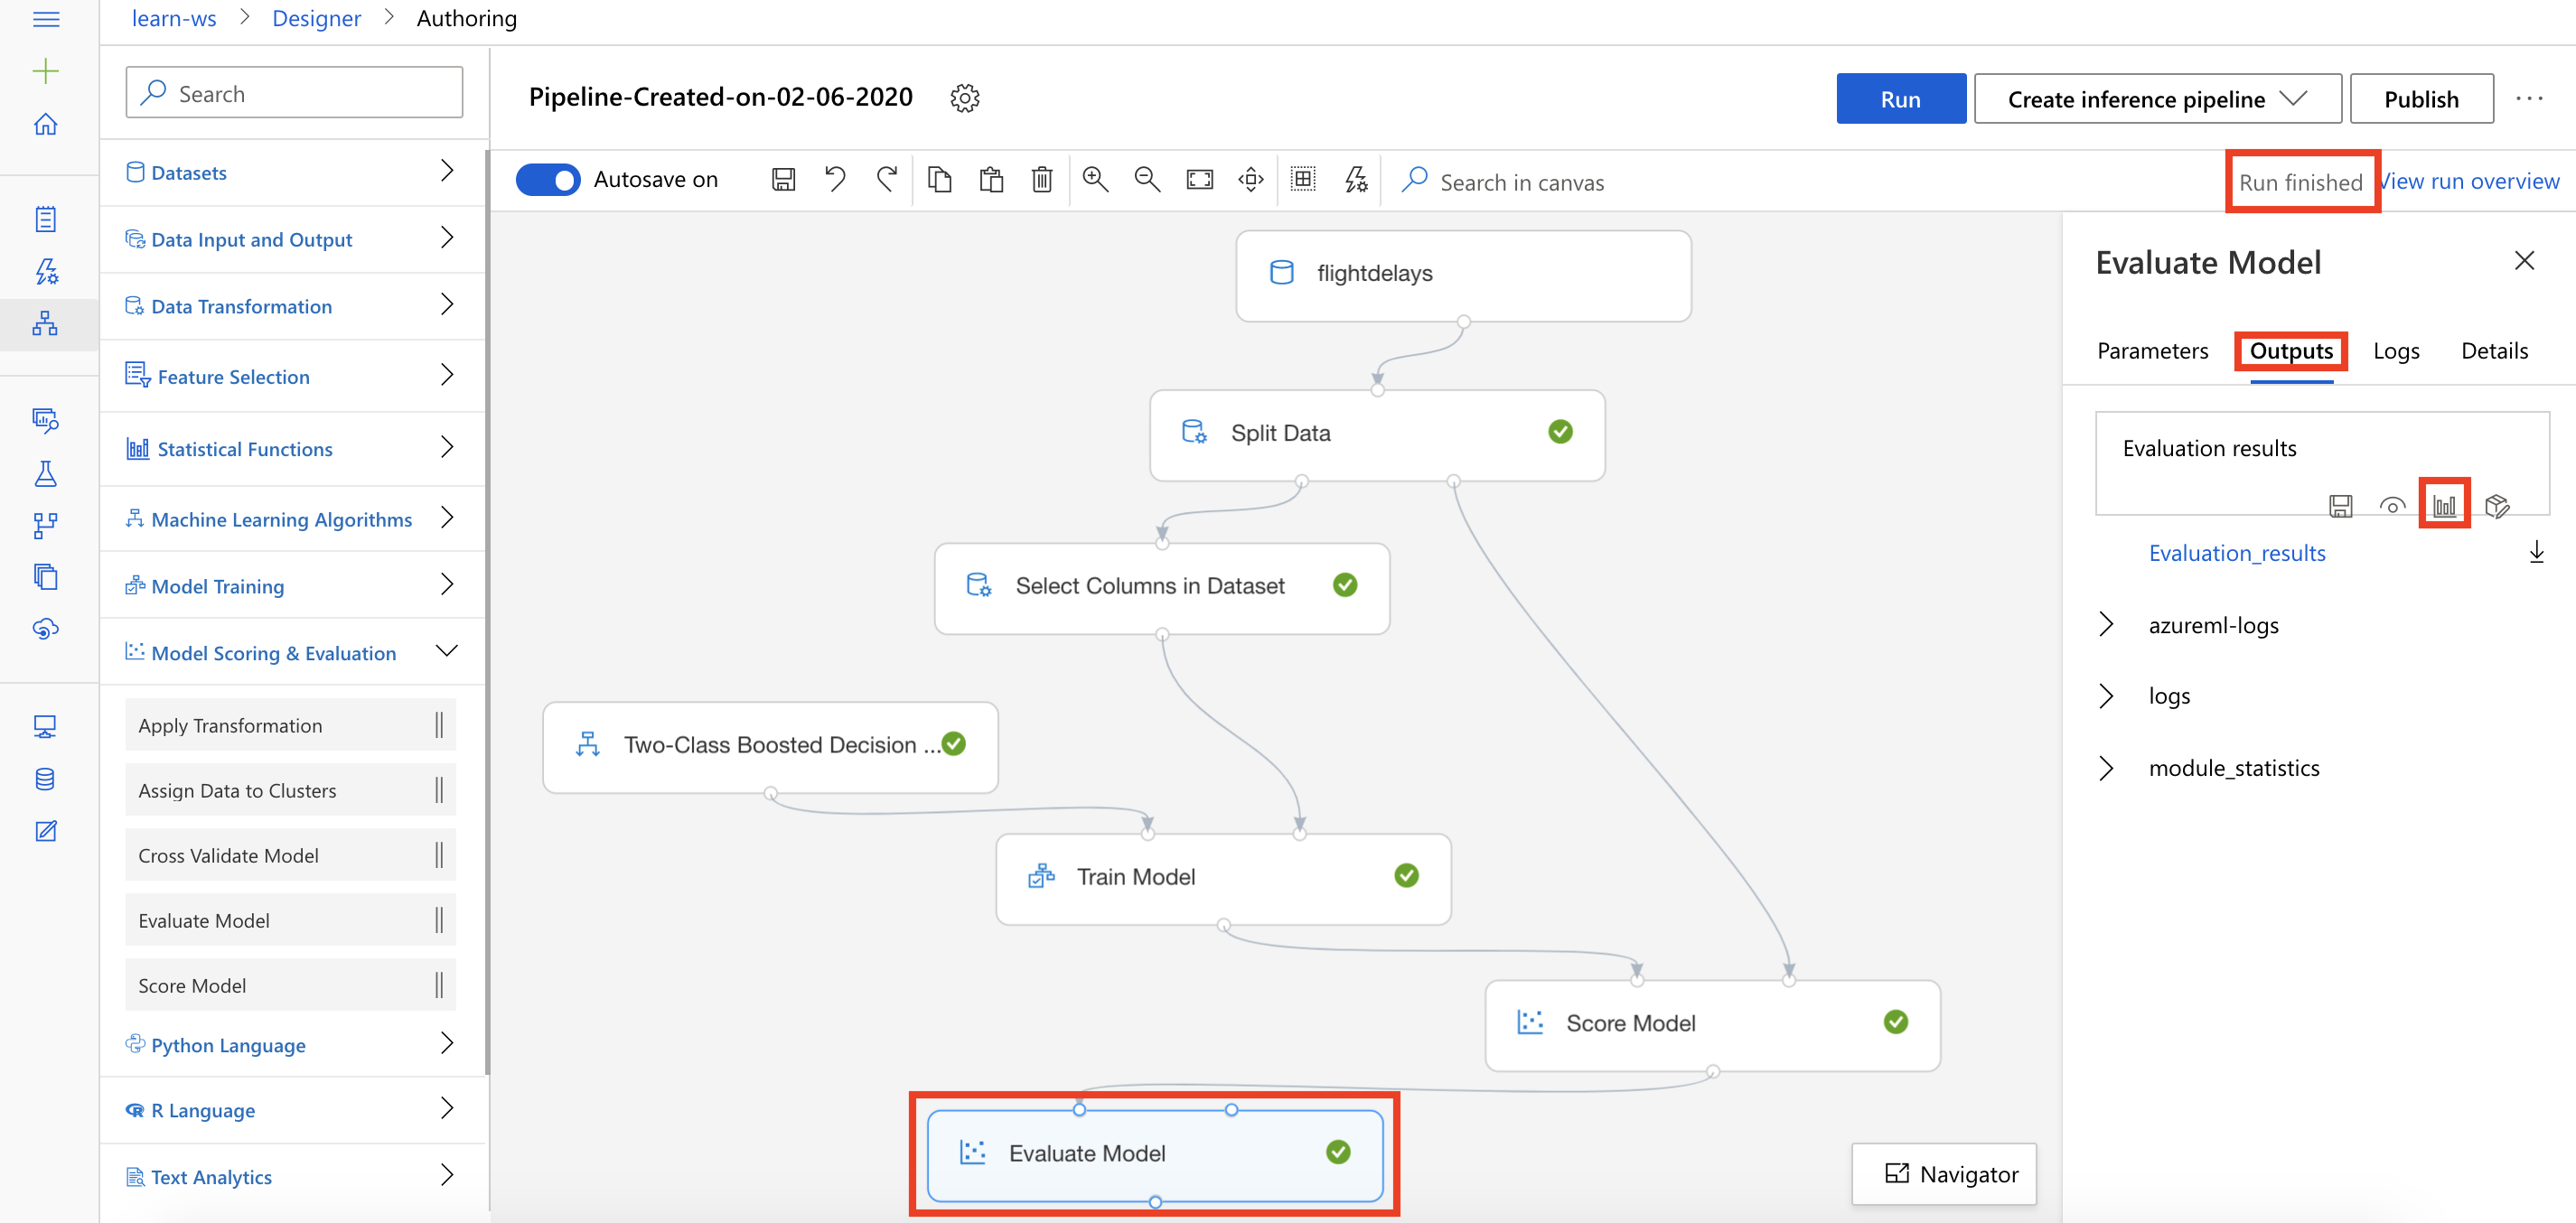 learn-ws > Designer > Authoring
Search
Datasets
Data Input and Output
Data Transformation
Feature Selection
Statistical Functions
Machine Learning Algorithms
Model Training
Model Scoring & Evaluation
Apply Transformation
Assign Data to Clusters
Cross Validate Model
Evaluate Model
Score Model
Python Language
R Language
Text Analytics
Pipeline-Created-on-02-06-2020
Run
Create inference pipeline
Publish
Autosave on
Search in canvas
Run finished
View run overview
flightdelays
Split Data
Select Columns in Dataset
Two-Class Boosted Decision ...
Train Model
Score Model
Evaluate Model
Navigator
Evaluate Model
Parameters
Outputs
Logs
Details
Evaluation results
Evaluation_results
azureml-logs
logs
module_statistics